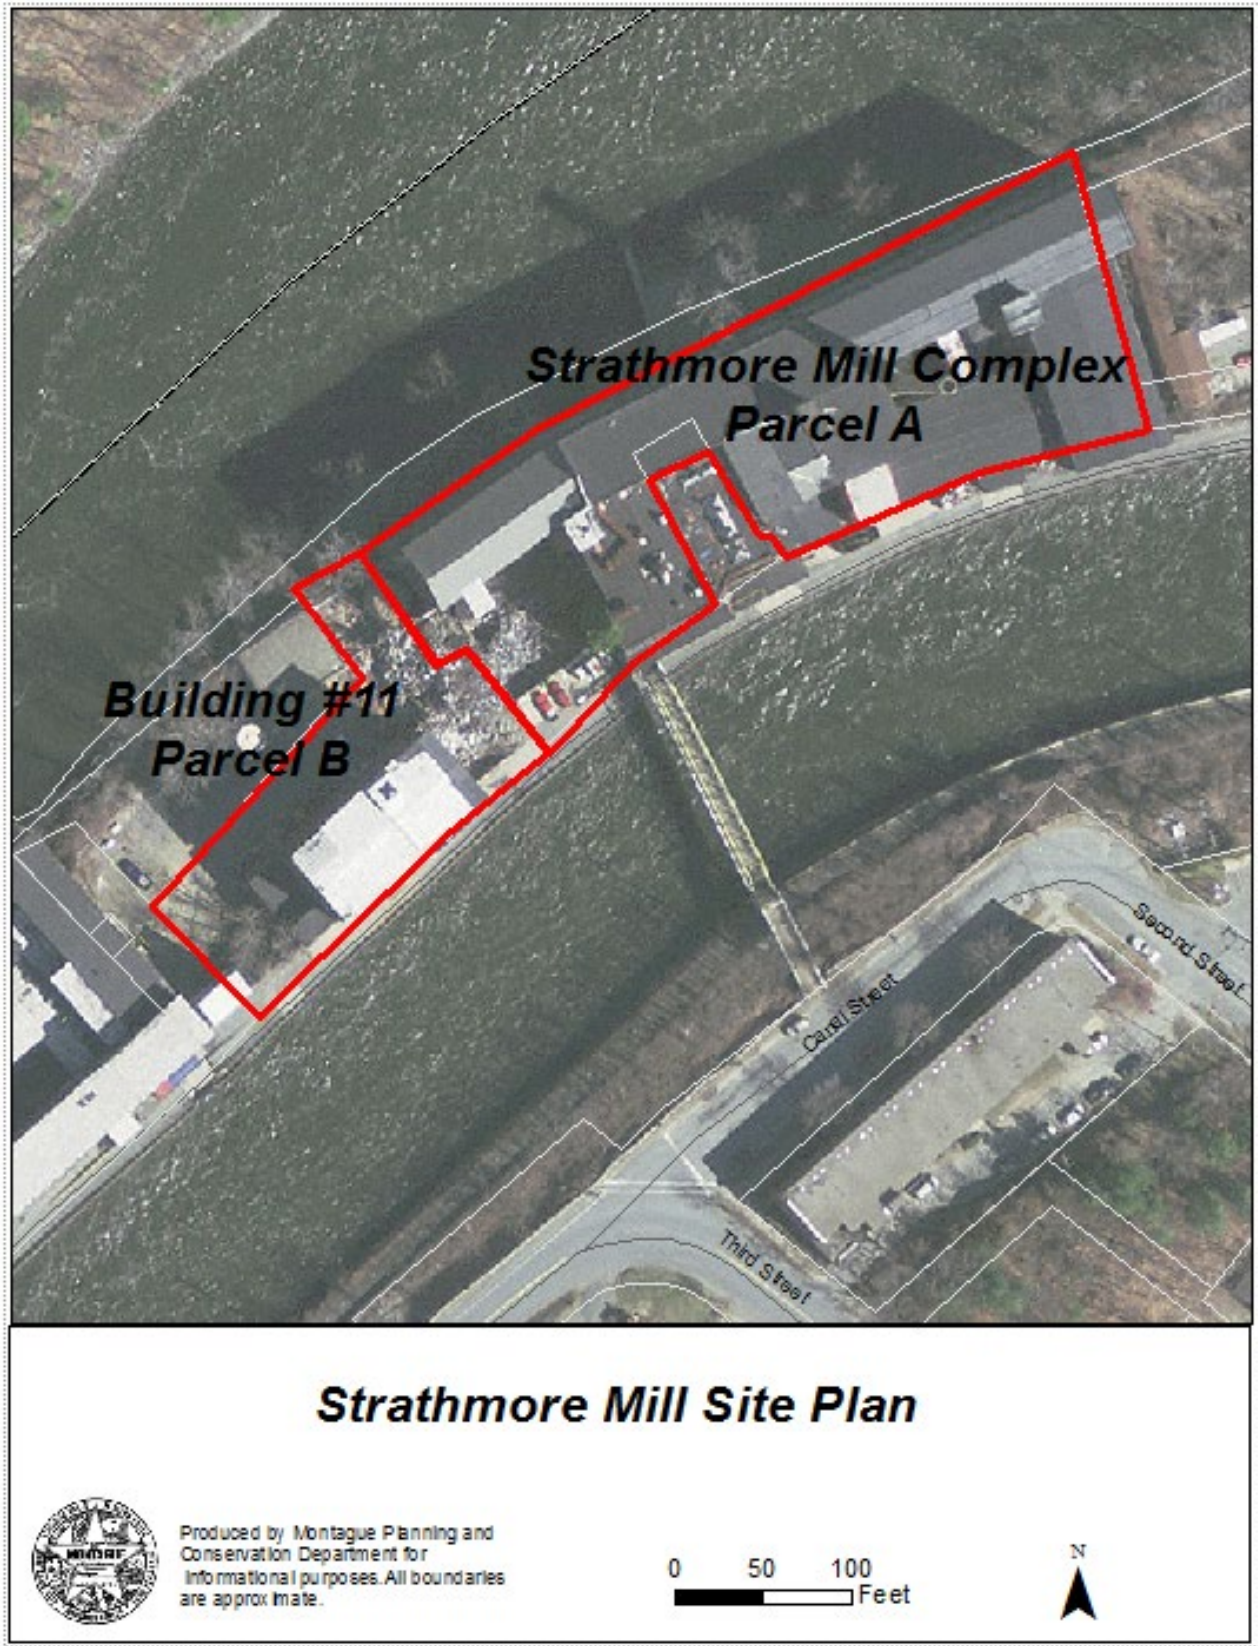 Strathmore Mill Complex
Parcel A
Building #11
Parcel B
Second Street
Canal Street
Third Street
Strathmore Mill Site Plan
Produced by Montague Planning and
Conservation Department for
Informational purposes. All boundaries
are approximate.
0 50 100
Feet
N